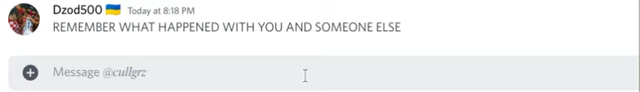 Dzod500 🇺🇦 Today at 8:18 PM
REMEMBER WHAT HAPPENED WITH YOU AND SOMEONE ELSE
Message @cullgrz